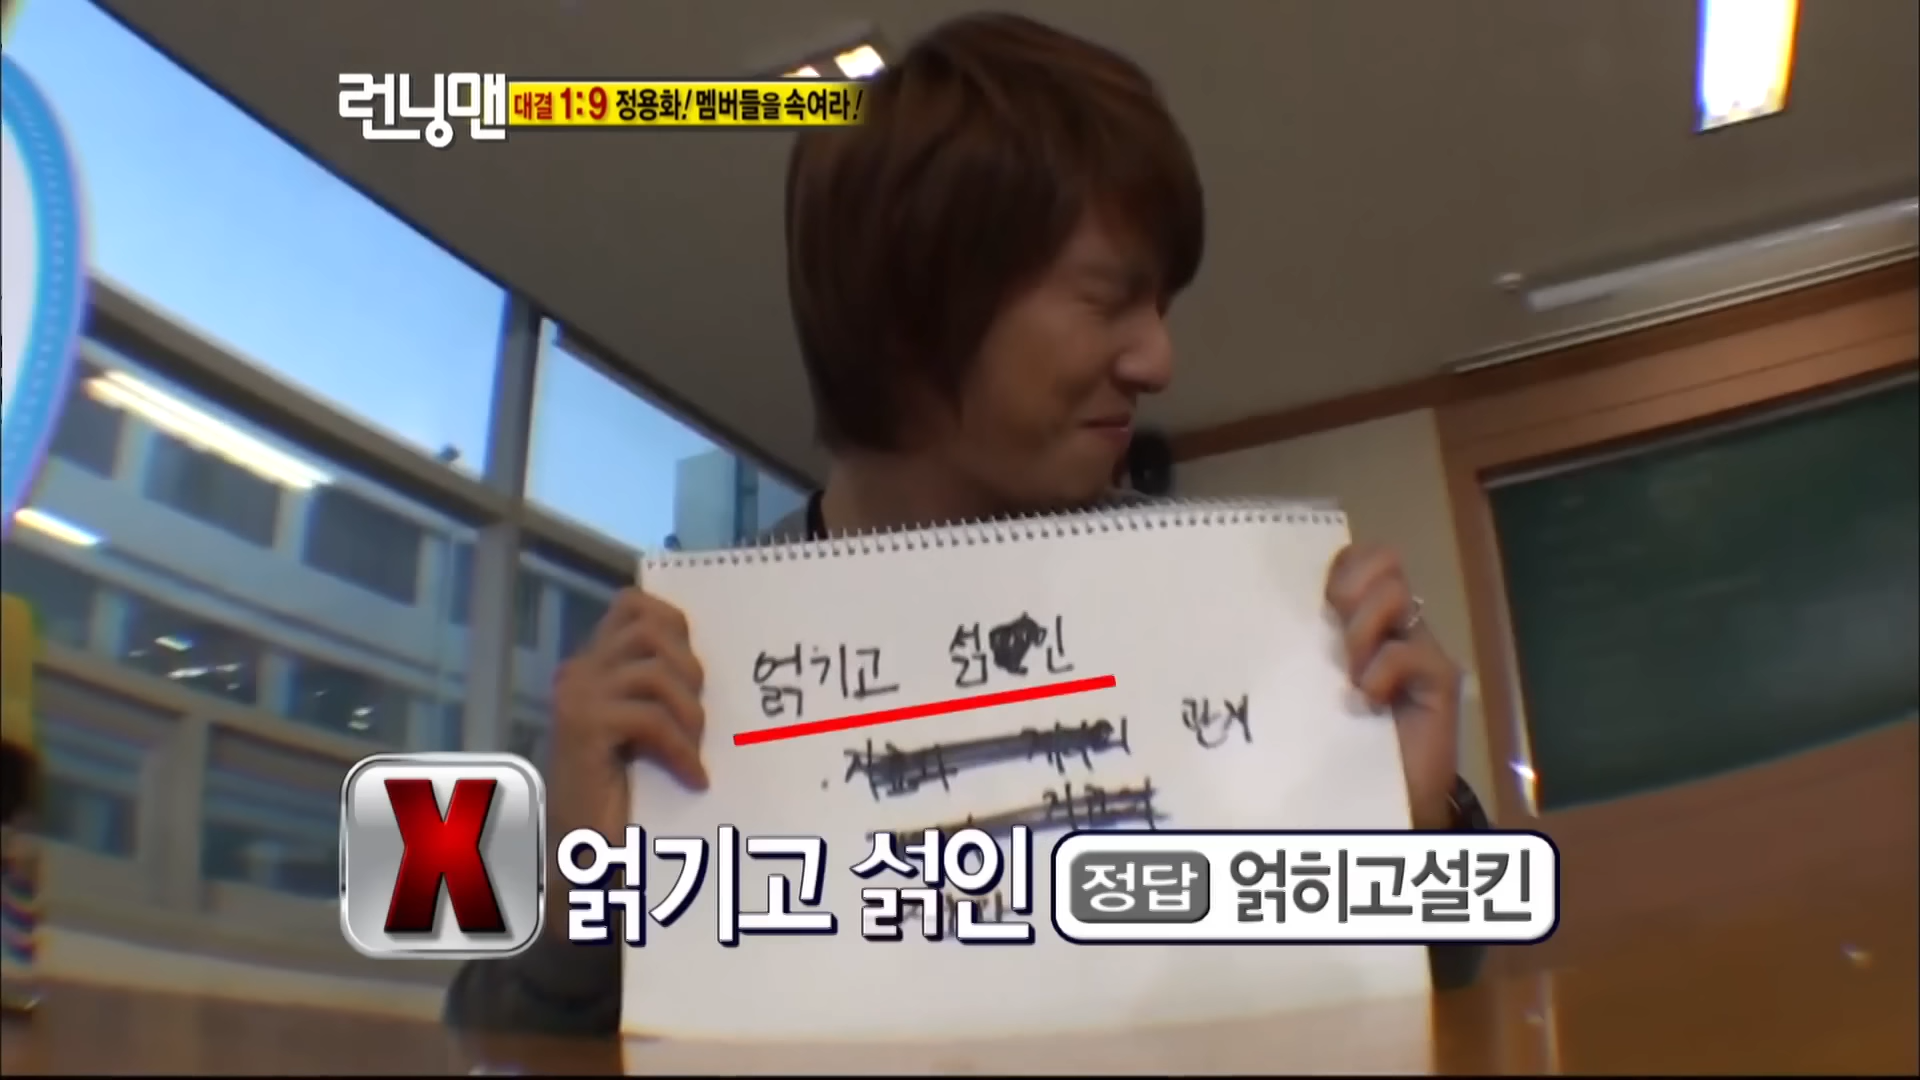 런닝맨 대결 1:9 정용화! 멤버들을 속여라!
얽기고 섥인
관계
X 얽기고 섥인 정답 얽히고설킨